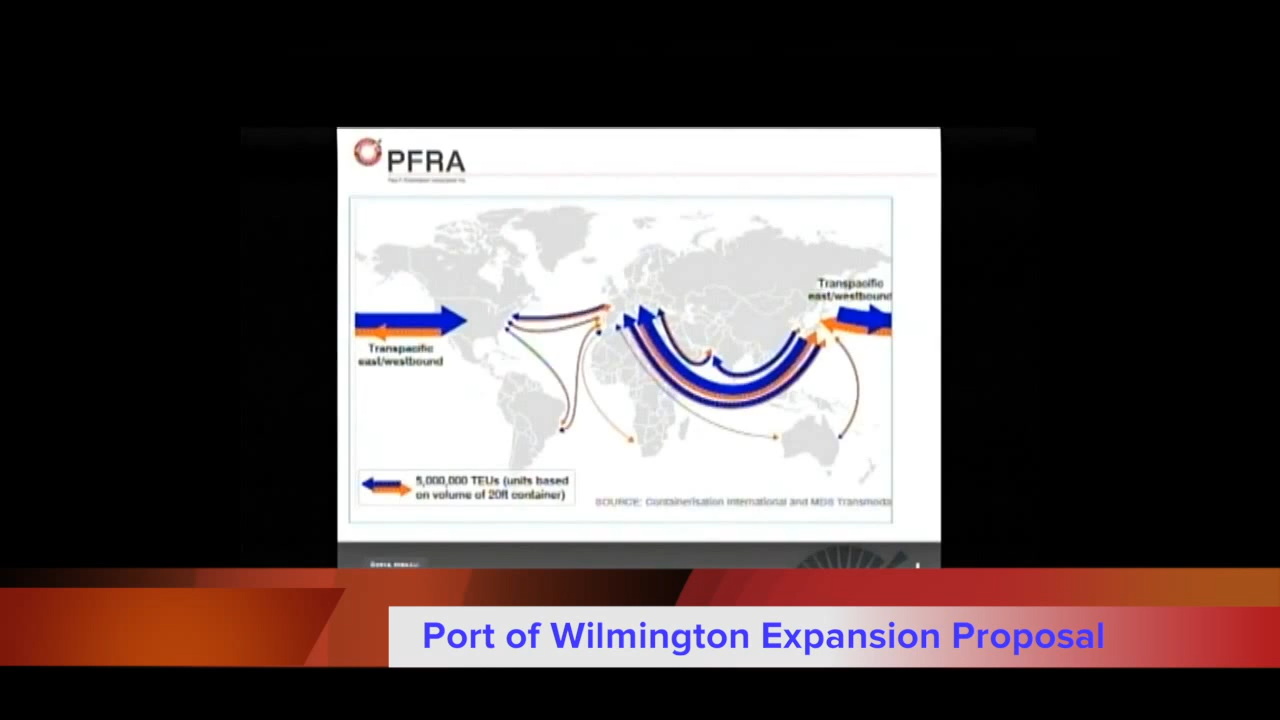 PFRA
Transpacific
east/westbound
Transpacific
east/westbound
5,000,000 TEUs (units based
on volume of 20ft container)
SOURCE: Containerisation International and MDS Transmoda
Port of Wilmington Expansion Proposal